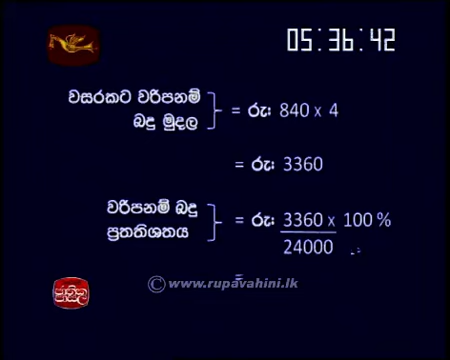 05:36:42
වසරකට වරිපනම් බදු මුදල = රු: 840 x 4
= රු: 3360
වරිපනම් බදු ප්‍රතතිශතය = රු: 3360 x 100 %
24000
=
© www.rupavahini.lk